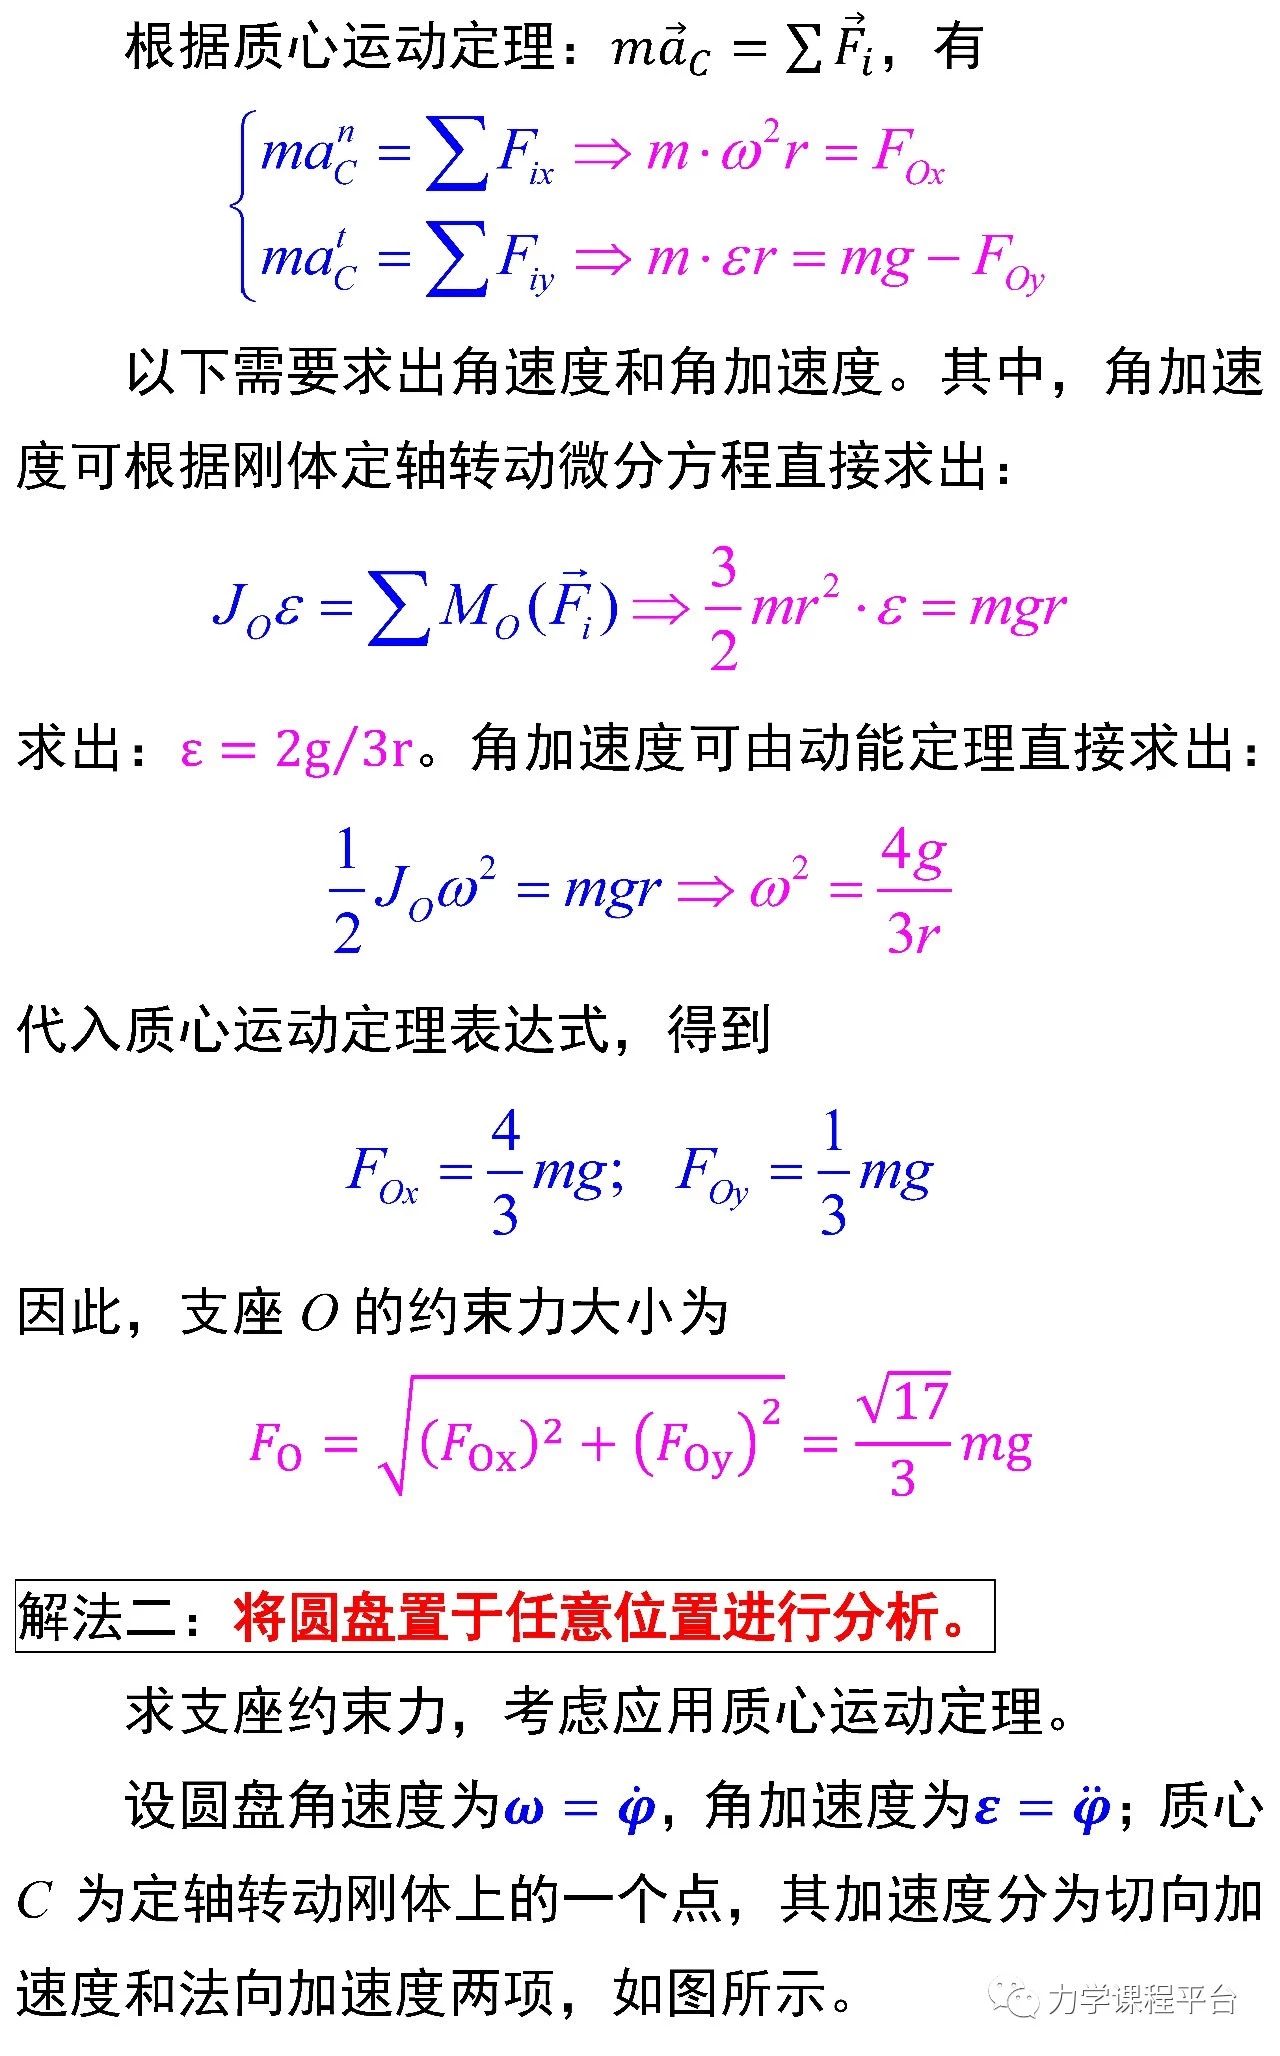 根据质心运动定理：$m\vec{a}_C = \sum \vec{F}_i$，有
$ma_C^n = \sum F_{ix} \Rightarrow m \cdot \omega^2 r = F_{Ox}$
$ma_C^t = \sum F_{iy} \Rightarrow m \cdot \varepsilon r = mg - F_{Oy}$
以下需要求出角速度和角加速度。其中，角加速
度可根据刚体定轴转动微分方程直接求出：
$J_O \varepsilon = \sum M_O(\vec{F}_i) \Rightarrow \frac{3}{2} mr^2 \cdot \varepsilon = mgr$
求出：ε = 2g/3r。角加速度可由动能定理直接求出：
$\frac{1}{2} J_O \omega^2 = mgr \Rightarrow \omega^2 = \frac{4g}{3r}$
代入质心运动定理表达式，得到
$F_{Ox} = \frac{4}{3} mg; \quad F_{Oy} = \frac{1}{3} mg$
因此，支座 O 的约束力大小为
$F_O = \sqrt{(F_{Ox})^2 + (F_{Oy})^2} = \frac{\sqrt{17}}{3} mg$
解法二：将圆盘置于任意位置进行分析。
求支座约束力，考虑应用质心运动定理。
设圆盘角速度为$\omega = \dot{\varphi}$，角加速度为$\varepsilon = \ddot{\varphi}$；质心
C 为定轴转动刚体上的一个点，其加速度分为切向加
速度和法向加速度两项，如图所示。
力学课程平台